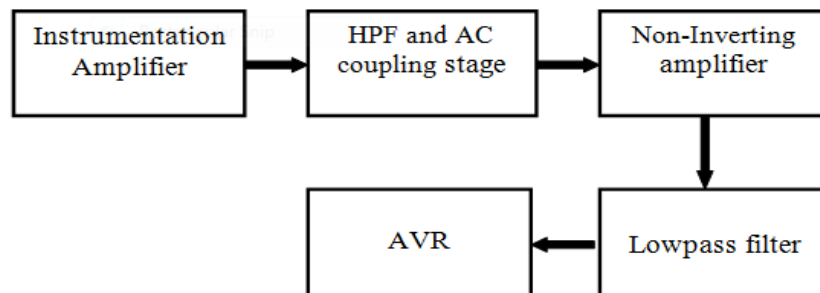 Instrumentation
Amplifier
HPF and AC
coupling stage
Non-Inverting
amplifier
AVR
Lowpass filter